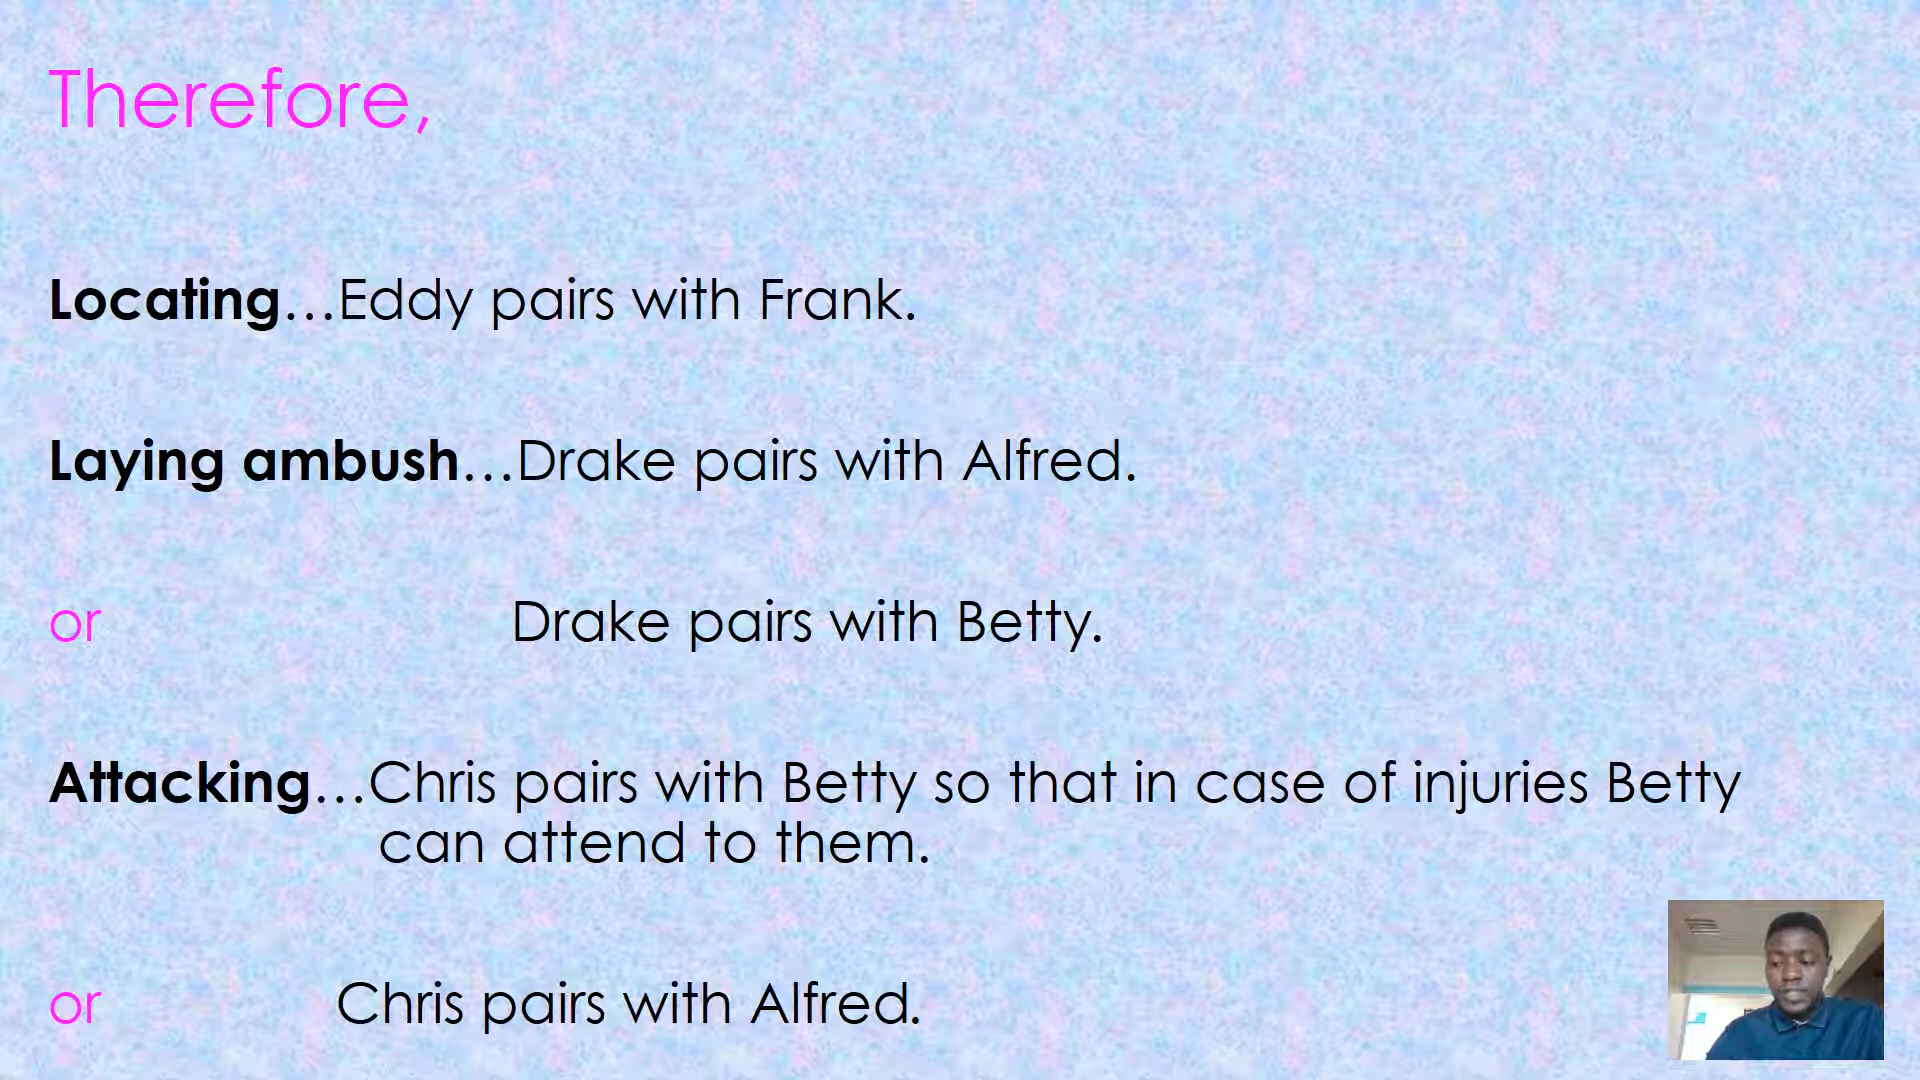 Therefore,
Locating…Eddy pairs with Frank.
Laying ambush…Drake pairs with Alfred.
or Drake pairs with Betty.
Attacking…Chris pairs with Betty so that in case of injuries Betty
can attend to them.
or Chris pairs with Alfred.